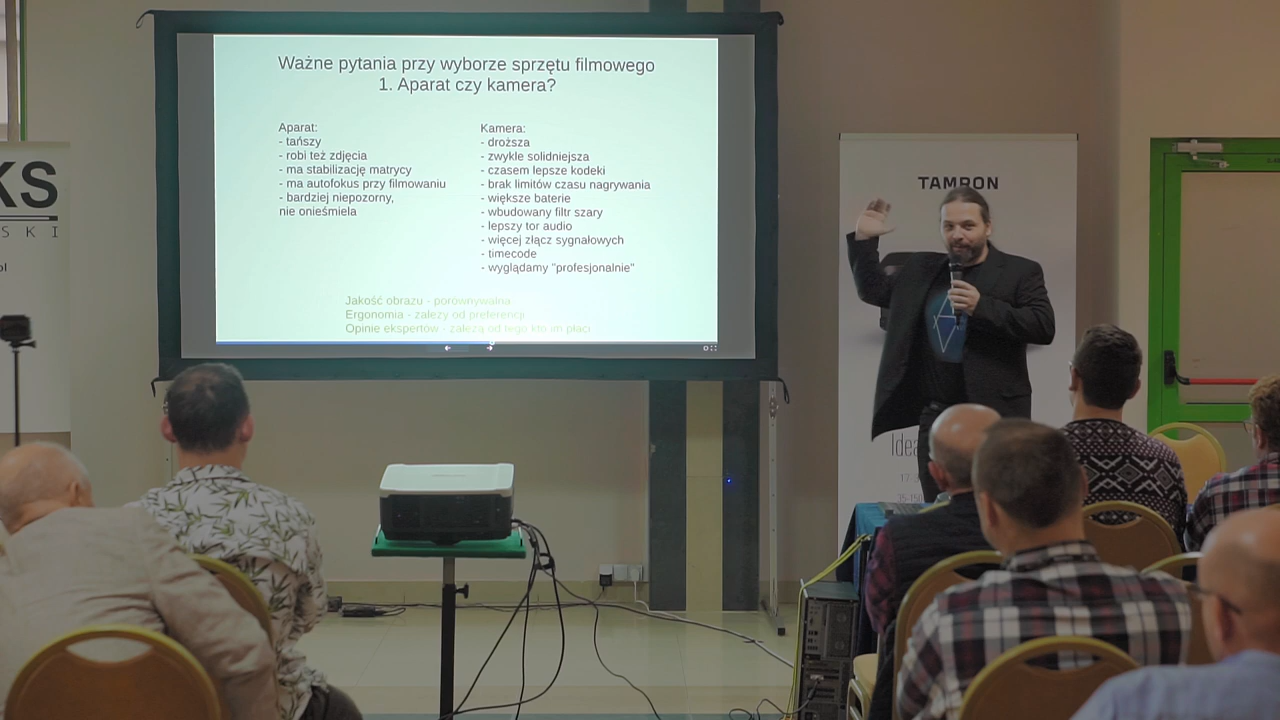 Ważne pytania przy wyborze sprzętu filmowego
1. Aparat czy kamera?
Aparat:
- tańszy
- robi też zdjęcia
- ma stabilizację matrycy
- ma autofokus przy filmowaniu
- bardziej niepozorny,
nie onieśmiela
Kamera:
- droższa
- zwykle solidniejsza
- czasem lepsze kodeki
- brak limitów czasu nagrywania
- większe baterie
- wbudowany filtr szary
- lepszy tor audio
- więcej złącz sygnałowych
- timecode
- wyglądamy "profesjonalnie"
Jakość obrazu - porównywalna
Ergonomia - zależy od preferencji
Opinie ekspertów - zależą od tego kto im płaci
KS
SKI
TAMRON
Idea